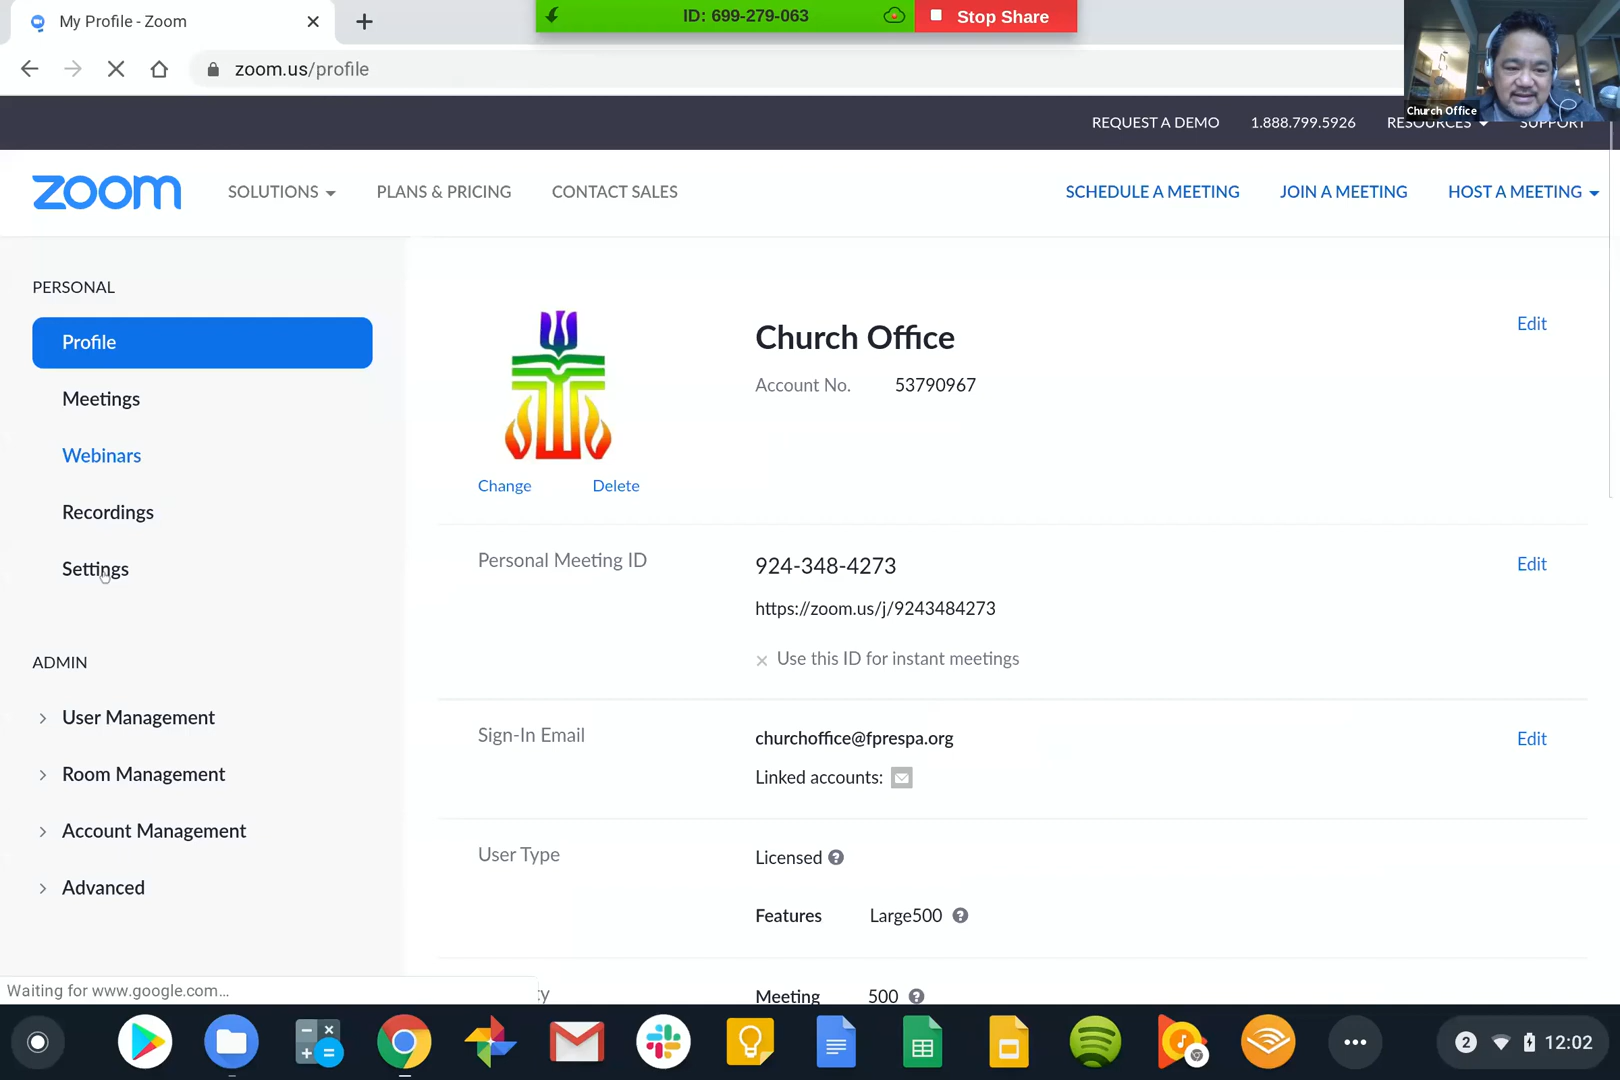 My Profile - Zoom
ID: 699-279-063
Stop Share
zoom.us/profile
Church Office
REQUEST A DEMO
1.888.799.5926
RESOURCES
SUPPORT
zoom
SOLUTIONS
PLANS & PRICING
CONTACT SALES
SCHEDULE A MEETING
JOIN A MEETING
HOST A MEETING
PERSONAL
Profile
Meetings
Webinars
Recordings
Settings
ADMIN
User Management
Room Management
Account Management
Advanced
Church Office
Edit
Account No. 53790967
Change
Delete
Personal Meeting ID
924-348-4273
Edit
https://zoom.us/j/9243484273
Use this ID for instant meetings
Sign-In Email
churchoffice@fprespa.org
Edit
Linked accounts:
User Type
Licensed
Features Large500
Meeting 500
Waiting for www.google.com...
2
12:02